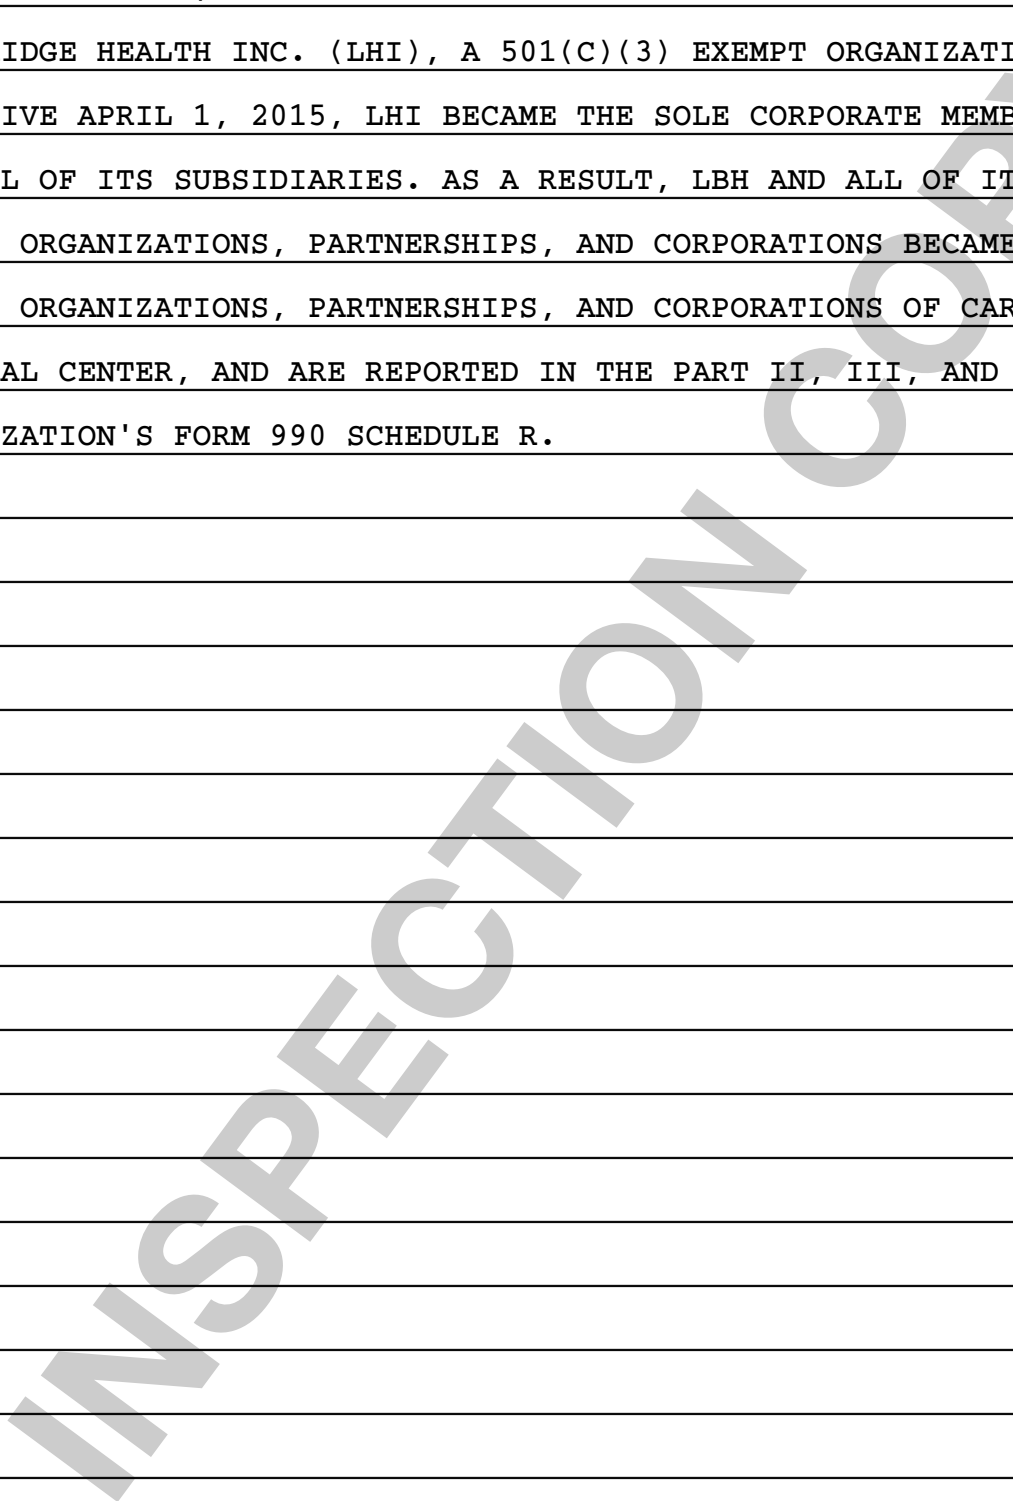 IDGE HEALTH INC. (LHI), A 501(C)(3) EXEMPT ORGANIZATI
IVE APRIL 1, 2015, LHI BECAME THE SOLE CORPORATE MEMB
L OF ITS SUBSIDIARIES. AS A RESULT, LBH AND ALL OF IT
ORGANIZATIONS, PARTNERSHIPS, AND CORPORATIONS BECAME
ORGANIZATIONS, PARTNERSHIPS, AND CORPORATIONS OF CAR
AL CENTER, AND ARE REPORTED IN THE PART II, III, AND
ZATION'S FORM 990 SCHEDULE R.
INSPECTION COP